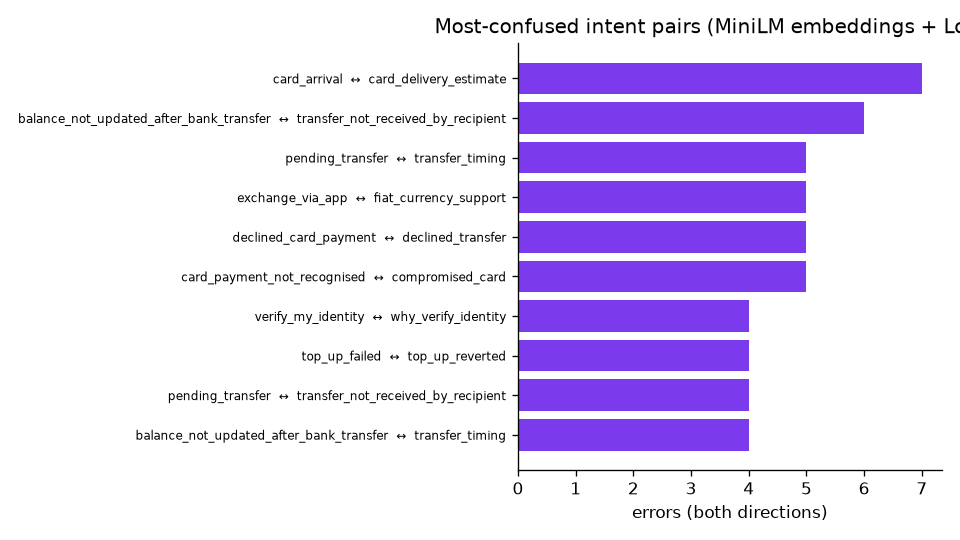 Most-confused intent pairs (MiniLM embeddings + Lo
card_arrival ↔ card_delivery_estimate
balance_not_updated_after_bank_transfer ↔ transfer_not_received_by_recipient
pending_transfer ↔ transfer_timing
exchange_via_app ↔ fiat_currency_support
declined_card_payment ↔ declined_transfer
card_payment_not_recognised ↔ compromised_card
verify_my_identity ↔ why_verify_identity
top_up_failed ↔ top_up_reverted
pending_transfer ↔ transfer_not_received_by_recipient
balance_not_updated_after_bank_transfer ↔ transfer_timing
0 1 2 3 4 5 6 7
errors (both directions)